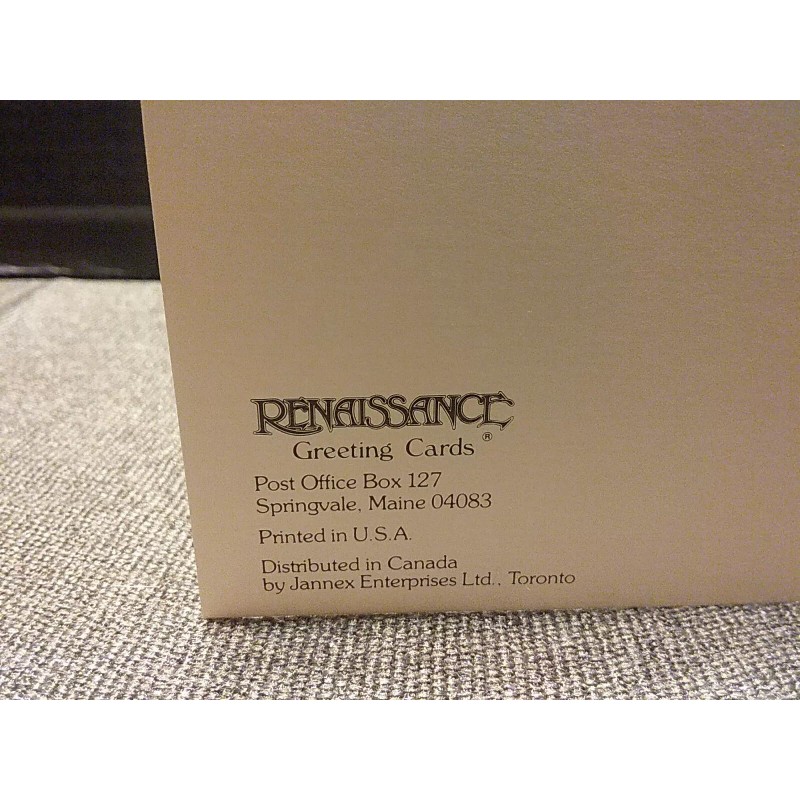 RENAISSANCE
Greeting Cards ®
Post Office Box 127
Springvale, Maine 04083
Printed in U.S.A.
Distributed in Canada
by Jannex Enterprises Ltd., Toronto